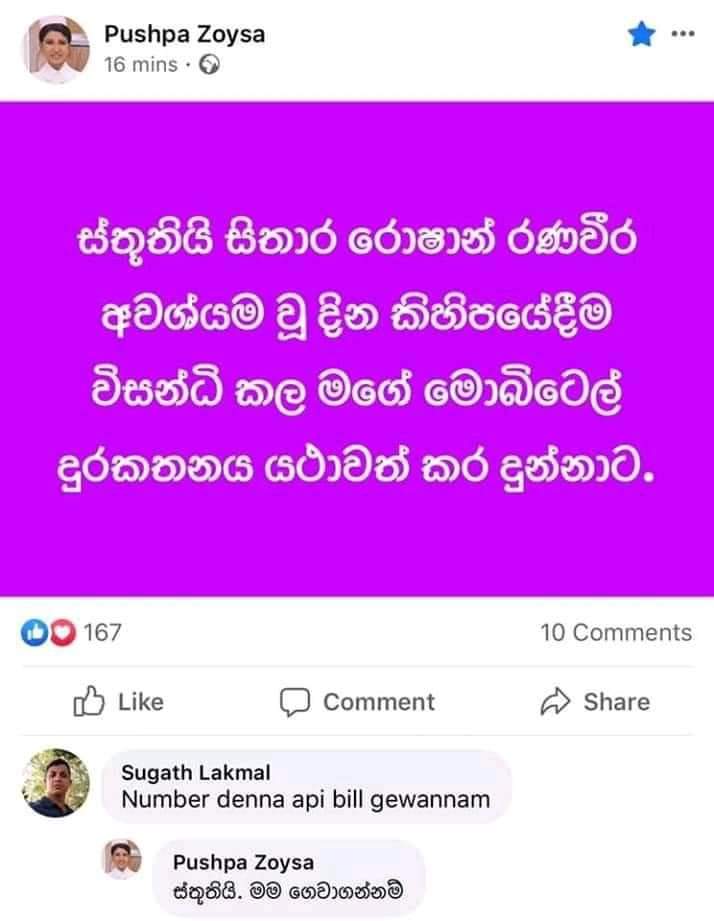 Pushpa Zoysa
16 mins ·
ස්තූතියි සිතාර රොෂාන් රණවීර
අවශ්‍යම වූ දින කිහිපයේදීම
විසන්ධි කල මගේ මොබිටෙල්
දුරකතනය යථාවත් කර දුන්නාට.
167
10 Comments
Like
Comment
Share
Sugath Lakmal
Number denna api bill gewannam
Pushpa Zoysa
ස්තූතියි. මම ගෙවාගන්නම්